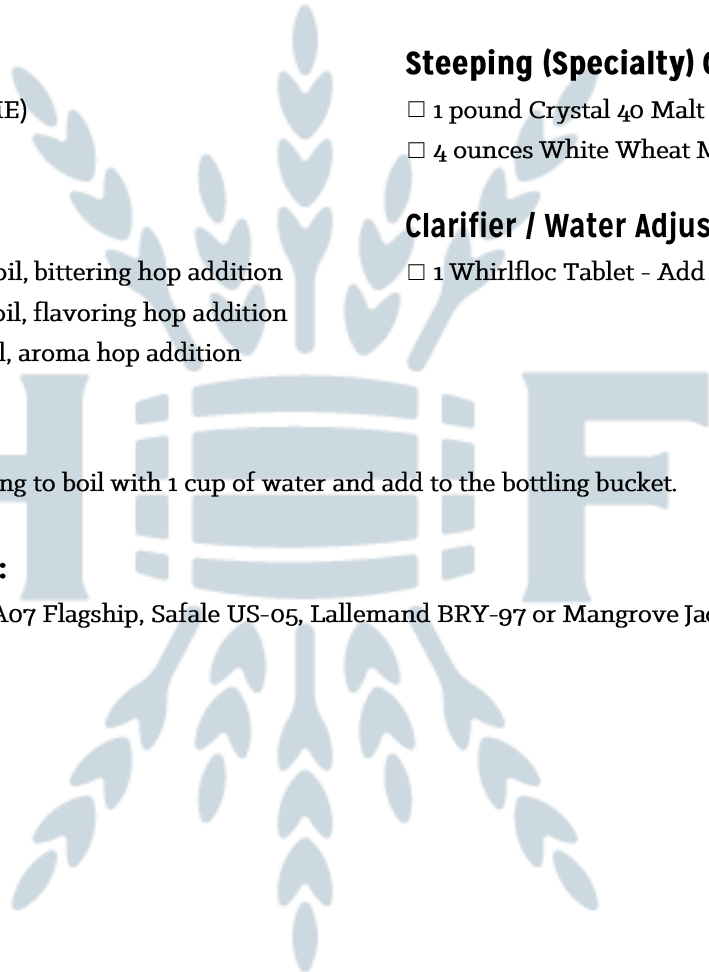 IE)
oil, bittering hop addition
oil, flavoring hop addition
l, aroma hop addition
Steeping (Specialty)
☐ 1 pound Crystal 40 Malt
☐ 4 ounces White Wheat M
Clarifier / Water Adjus
☐ 1 Whirlfloc Tablet - Add
H F
ng to boil with 1 cup of water and add to the bottling bucket.
:
A07 Flagship, Safale US-05, Lallemand BRY-97 or Mangrove Jac